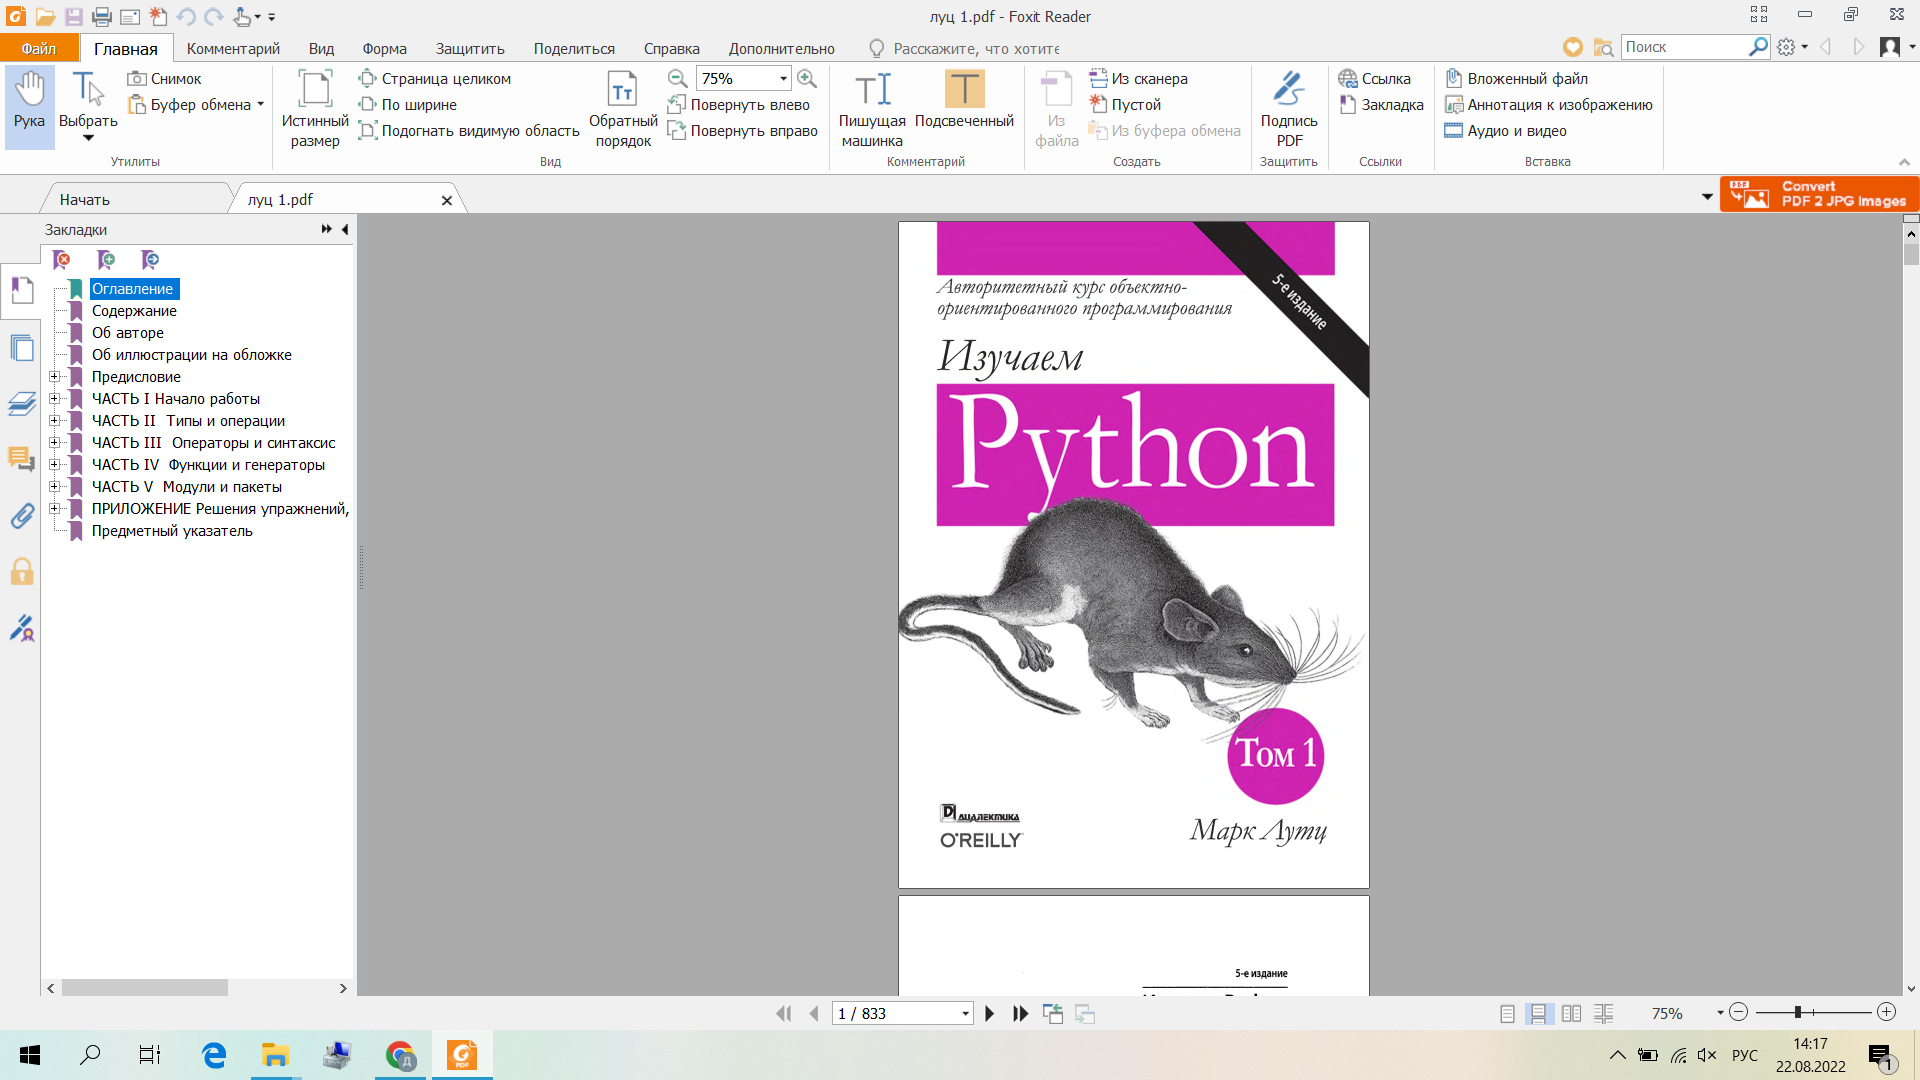 луц 1.pdf - Foxit Reader
Файл
Главная
Комментарий
Вид
Форма
Защитить
Поделиться
Справка
Дополнительно
Расскажите, что хотите
Поиск
Рука
Выбрать
Снимок
Буфер обмена
Утилиты
Истинный
размер
Страница целиком
По ширине
Подогнать видимую область
Обратный
порядок
75%
Повернуть влево
Повернуть вправо
Вид
Пишущая
машинка
Подсвеченный
Комментарий
Из
файла
Из сканера
Пустой
Из буфера обмена
Создать
Подпись
PDF
Защитить
Ссылка
Закладка
Ссылки
Вложенный файл
Аннотация к изображению
Аудио и видео
Вставка
Начать
луц 1.pdf
Convert
PDF 2 JPG Images
Закладки
Оглавление
Содержание
Об авторе
Об иллюстрации на обложке
Предисловие
ЧАСТЬ I Начало работы
ЧАСТЬ II  Типы и операции
ЧАСТЬ III  Операторы и синтаксис
ЧАСТЬ IV  Функции и генераторы
ЧАСТЬ V  Модули и пакеты
ПРИЛОЖЕНИЕ Решения упражнений,
Предметный указатель
5-е издание
Авторитетный курс объектно-
ориентированного программирования
Изучаем
Python
Том 1
ДИАЛЕКТИКА
O'REILLY
Марк Лутц
5-е издание
1 / 833
75%
РУС
14:17
22.08.2022
1